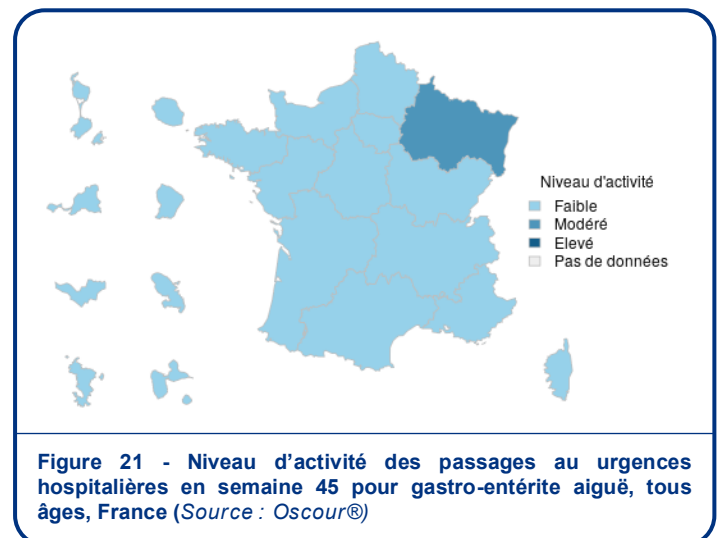 Niveau d'activité
Faible
Modéré
Elevé
Pas de données
Figure 21 - Niveau d'activité des passages au urgences
hospitalières en semaine 45 pour gastro-entérite aiguë, tous
âges, France (Source : Oscour®)